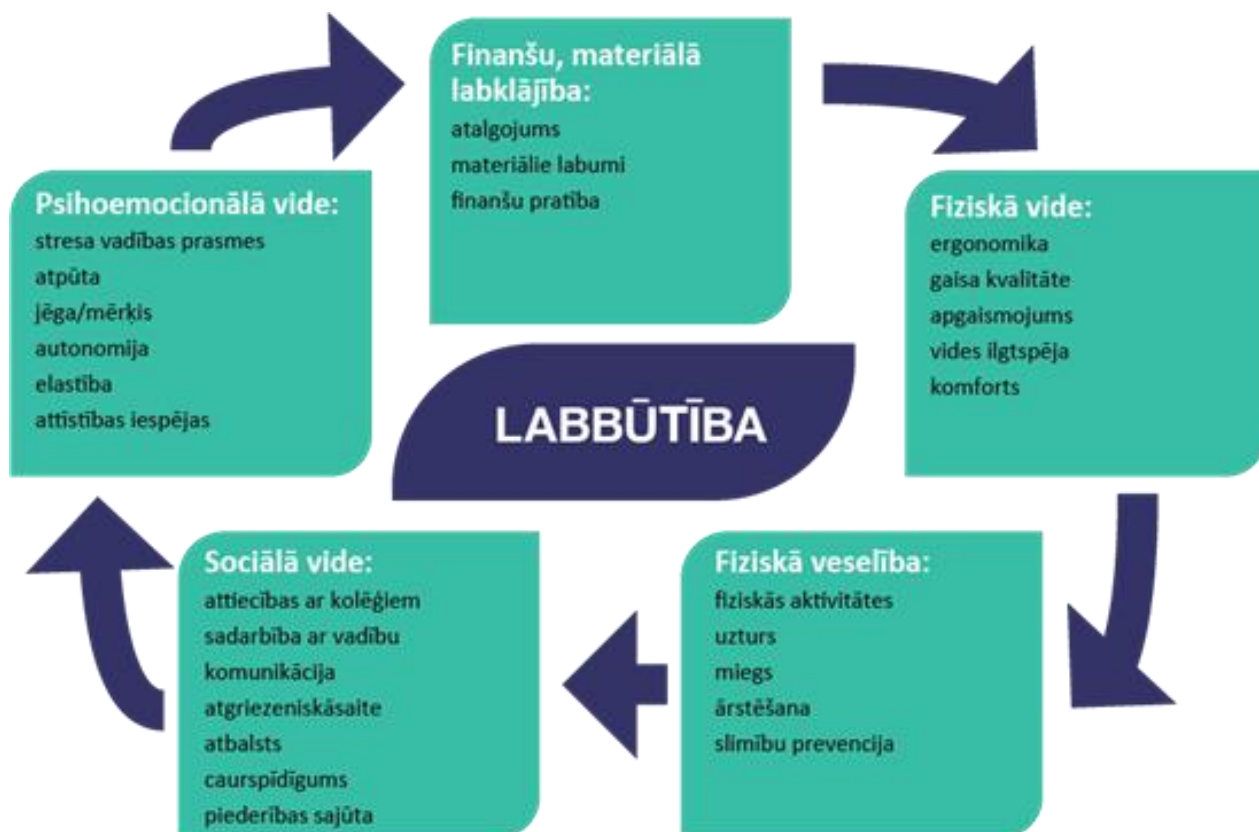 Finanšu, materiālā
labklājība:
atalgojums
materiālie labumi
finanšu pratība
Fiziskā vide:
ergonomika
gaisa kvalitāte
apgaismojums
vides ilgtspēja
komforts
Fiziskā veselība:
fiziskās aktivitātes
uzturs
miegs
ārstēšana
slimību prevencija
Sociālā vide:
attiecības ar kolēģiem
sadarbība ar vadību
komunikācija
atgriezeniskāsaite
atbalsts
caurspīdīgums
piederības sajūta
Psihoemocionālā vide:
stresa vadības prasmes
atpūta
jēga/mērķis
autonomija
elastība
attīstības iespējas
LABBŪTĪBA